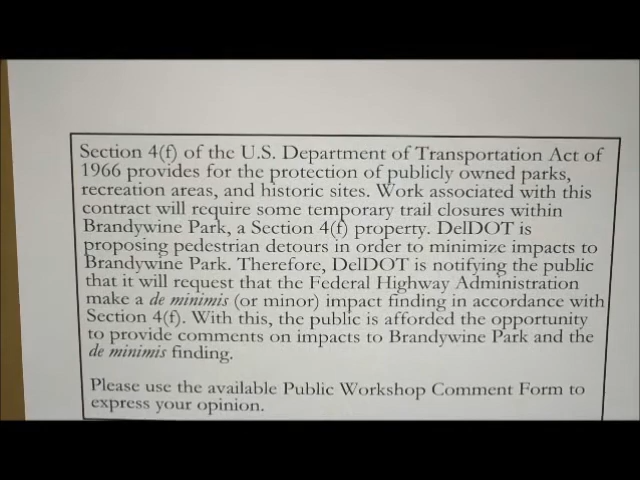 Section 4(f) of the U.S. Department of Transportation Act of
1966 provides for the protection of publicly owned parks,
recreation areas, and historic sites. Work associated with this
contract will require some temporary trail closures within
Brandywine Park, a Section 4(f) property. DelDOT is
proposing pedestrian detours in order to minimize impacts to
Brandywine Park. Therefore, DelDOT is notifying the public
that it will request that the Federal Highway Administration
make a de minimis (or minor) impact finding in accordance with
Section 4(f). With this, the public is afforded the opportunity
to provide comments on impacts to Brandywine Park and the
de minimis finding.
Please use the available Public Workshop Comment Form to
express your opinion.